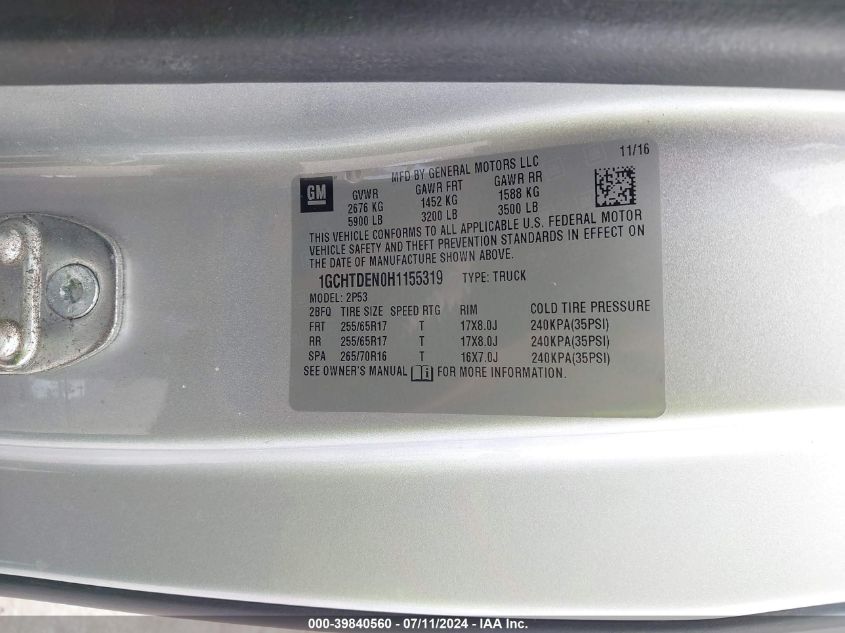 11/16
MFD BY GENERAL MOTORS LLC
GM
GVWR GAWR FRT GAWR RR
2676 KG 1452 KG 1588 KG
5900 LB 3200 LB 3500 LB
THIS VEHICLE CONFORMS TO ALL APPLICABLE U.S. FEDERAL MOTOR
VEHICLE SAFETY AND THEFT PREVENTION STANDARDS IN EFFECT ON
THE DATE OF MANUFACTURE SHOWN ABOVE.
1GCHTDEN0H1155319 TYPE: TRUCK
MODEL: 2P53
2BFQ TIRE SIZE SPEED RTG RIM COLD TIRE PRESSURE
FRT 255/65R17 T 17X8.0J 240KPA(35PSI)
RR 255/65R17 T 17X8.0J 240KPA(35PSI)
SPA 265/70R16 T 16X7.0J 240KPA(35PSI)
SEE OWNER'S MANUAL FOR MORE INFORMATION.
000-39840560 - 07/11/2024 - IAA Inc.